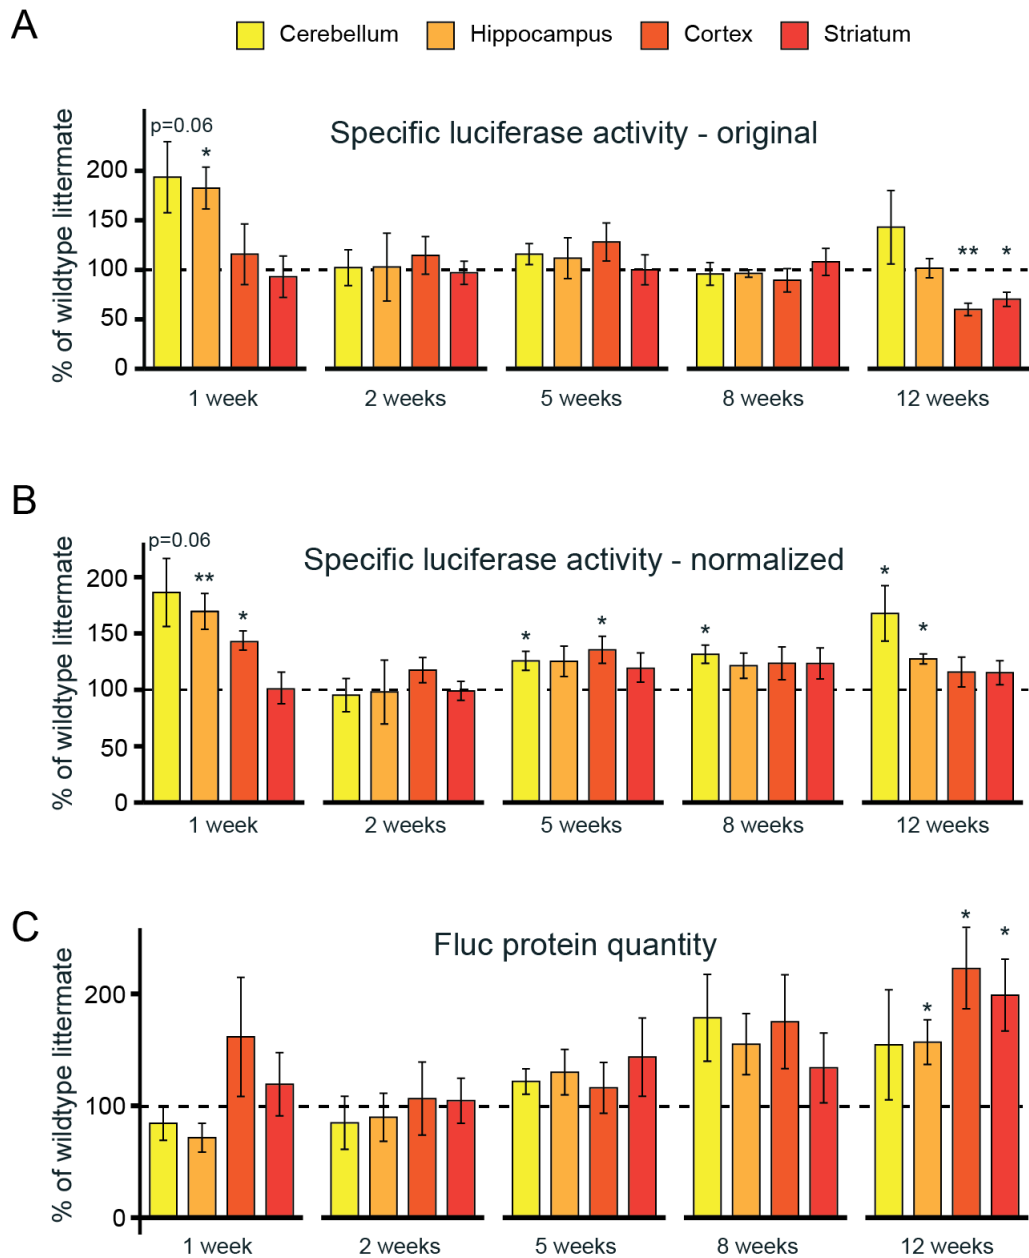 A
Cerebellum Hippocampus Cortex Striatum
Specific luciferase activity - original
% of wildtype littermate
p=0.06
*
** *
200
150
100
50
0
1 week 2 weeks 5 weeks 8 weeks 12 weeks
B
Specific luciferase activity - normalized
% of wildtype littermate
p=0.06
** * * * * * *
200
150
100
50
0
1 week 2 weeks 5 weeks 8 weeks 12 weeks
C
Fluc protein quantity
% of wildtype littermate
* * *
200
100
0
1 week 2 weeks 5 weeks 8 weeks 12 weeks